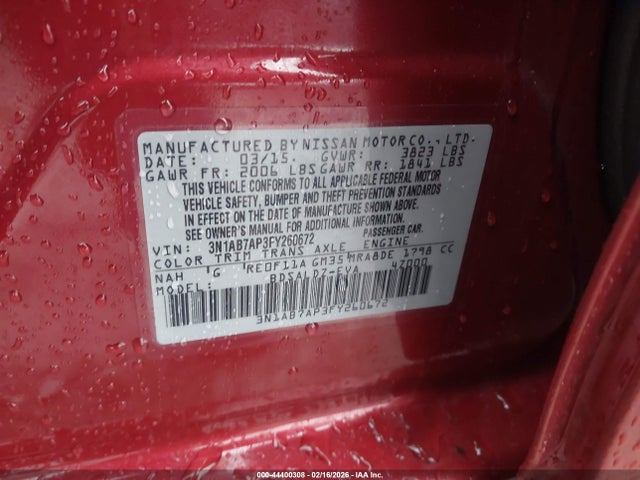 MANUFACTURED BY NISSAN MOTOR CO., LTD.
DATE: 03/15. GVWR: 3823 LBS
GAWR FR: 2006 LBS GAWR RR: 1841 LBS
THIS VEHICLE CONFORMS TO ALL APPLICABLE FEDERAL MOTOR
VEHICLE SAFETY, BUMPER AND THEFT PREVENTION STANDARDS
IN EFFECT ON THE DATE OF MANUFACTURE SHOWN ABOVE.
SEE OWNER'S MANUAL FOR ADDITIONAL INFORMATION.
VIN: 3N1AB7AP3FY260672 PASSENGER CAR.
COLOR TRIM TRANS AXLE ENGINE
NAH G RE0F11A GM35 MRA8DE 1798 CC
MODEL: BDSALDZ-EVA
3N1AB7AP3FY260672
000-44400308 - 02/16/2026 - IAA Inc.